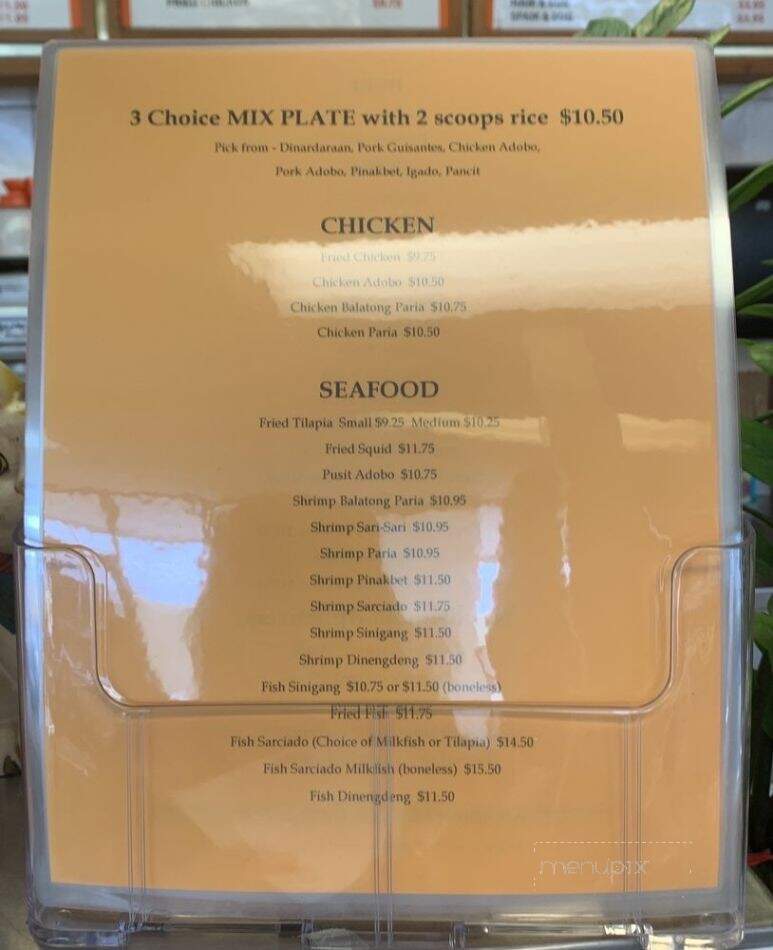 3 Choice MIX PLATE with 2 scoops rice $10.50
Pick from - Dinardaraan, Pork Guisantes, Chicken Adobo,
Pork Adobo, Pinakbet, Igado, Pancit
CHICKEN
Fried Chicken $9.75
Chicken Adobo $10.50
Chicken Balatong Paria $10.75
Chicken Paria $10.50
SEAFOOD
Fried Tilapia Small $9.25 Medium $10.25
Fried Squid $11.75
Pusit Adobo $10.75
Shrimp Balatong Paria $10.95
Shrimp Sari-Sari $10.95
Shrimp Paria $10.95
Shrimp Pinakbet $11.50
Shrimp Sarciado $11.75
Shrimp Sinigang $11.50
Shrimp Dinengdeng $11.50
Fish Sinigang $10.75 or $11.50 (boneless)
Fried Fish $11.75
Fish Sarciado (Choice of Milkfish or Tilapia) $14.50
Fish Sarciado Milkfish (boneless) $15.50
Fish Dinengdeng $11.50
menupix